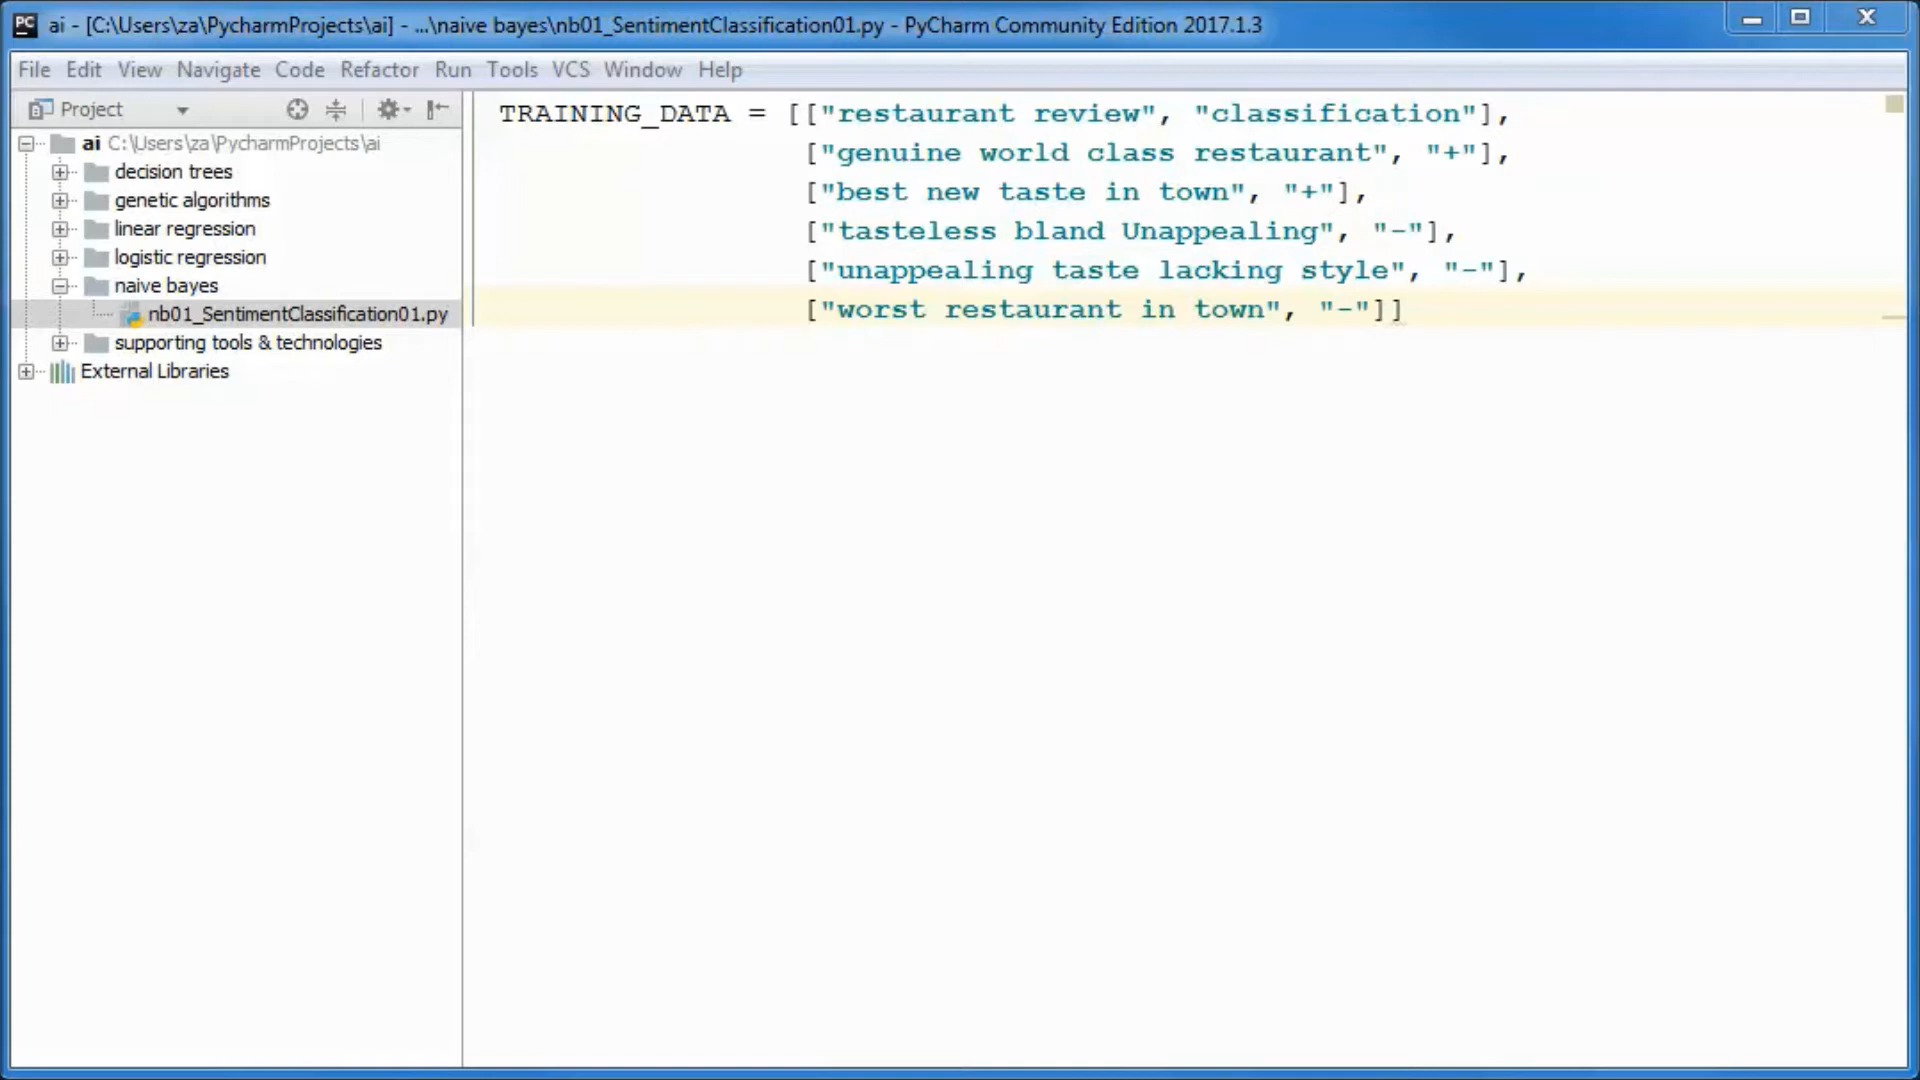 PC ai - [C:\Users\za\PycharmProjects\ai] - ...\naive bayes\nb01_SentimentClassification01.py - PyCharm Community Edition 2017.1.3
File Edit View Navigate Code Refactor Run Tools VCS Window Help
Project
ai C:\Users\za\PycharmProjects\ai
decision trees
genetic algorithms
linear regression
logistic regression
naive bayes
nb01_SentimentClassification01.py
supporting tools & technologies
External Libraries
TRAINING_DATA = [["restaurant review", "classification"],
["genuine world class restaurant", "+"],
["best new taste in town", "+"],
["tasteless bland Unappealing", "-"],
["unappealing taste lacking style", "-"],
["worst restaurant in town", "-"]]